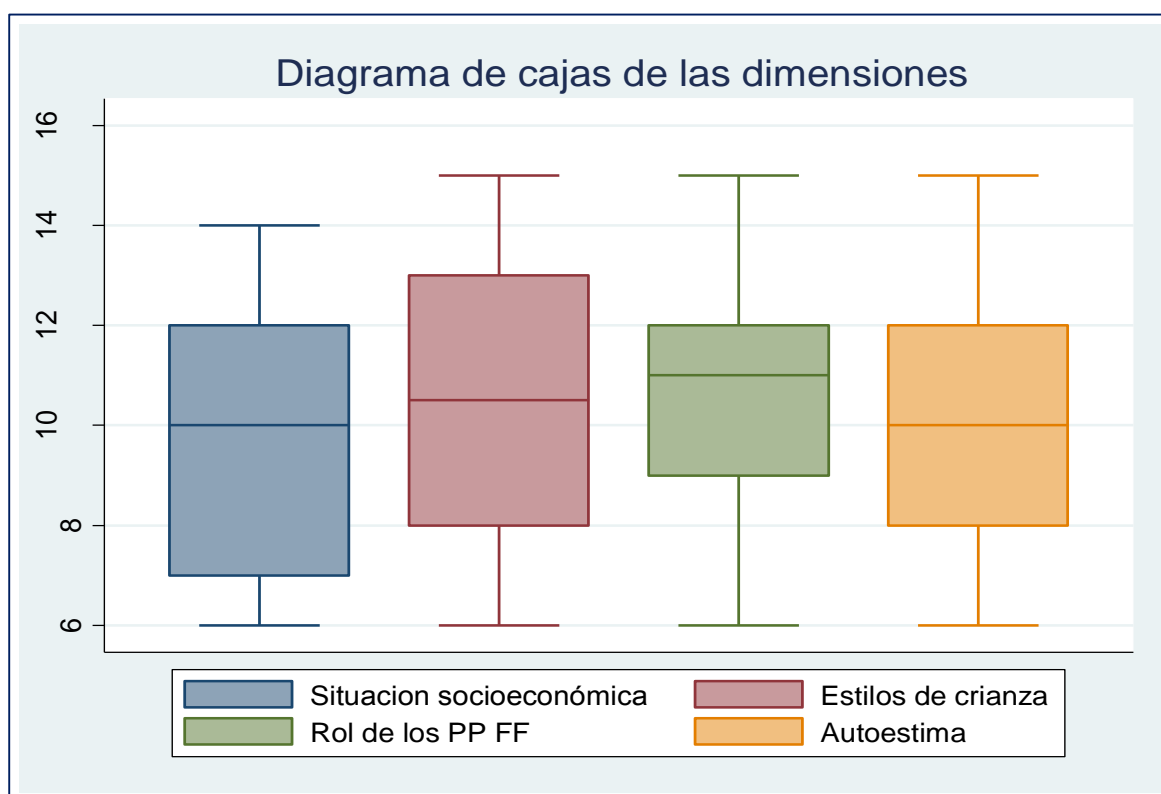 Diagrama de cajas de las dimensiones
16
14
12
10
8
6
Situacion socioeconómica
Estilos de crianza
Rol de los PP FF
Autoestima